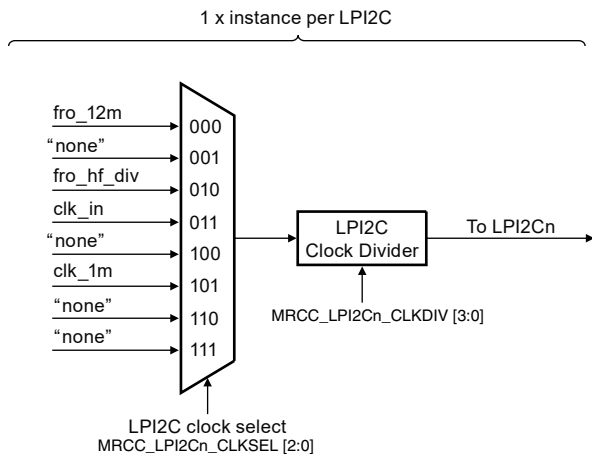 1 x instance per LPI2C
fro_12m
000
“none”
001
fro_hf_div
010
clk_in
011
“none”
100
clk_1m
101
“none”
110
“none”
111
LPI2C
Clock Divider
To LPI2Cn
MRCC_LPI2Cn_CLKDIV [3:0]
LPI2C clock select
MRCC_LPI2Cn_CLKSEL [2:0]